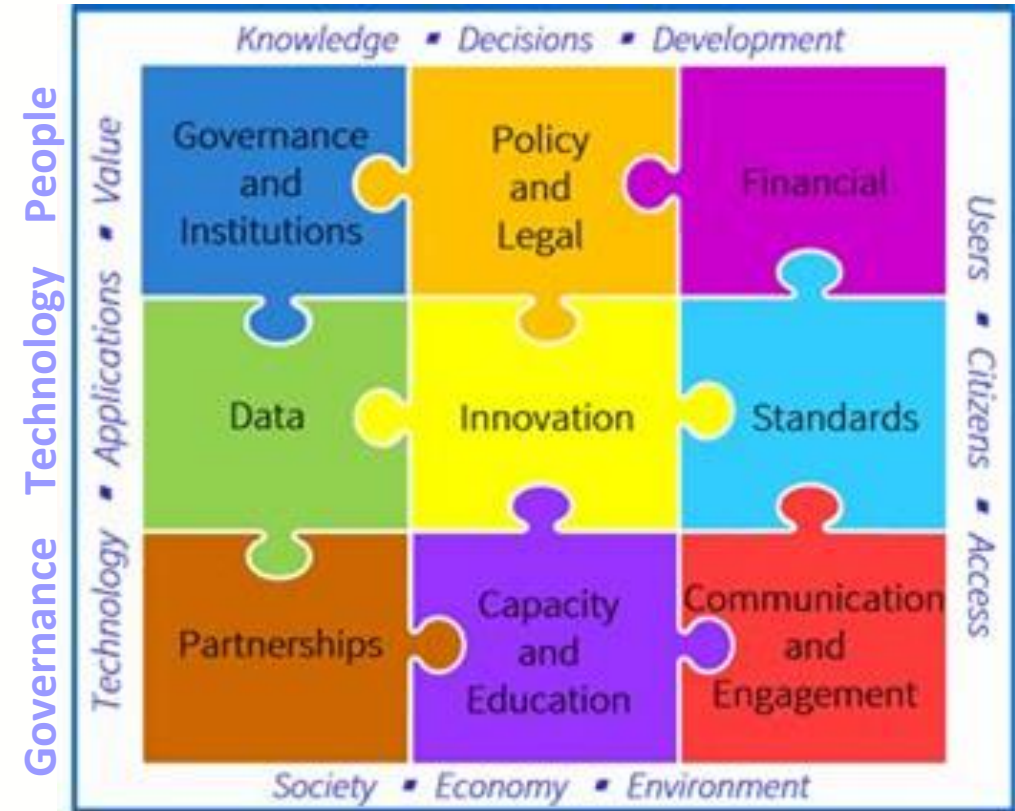 Knowledge ▪ Decisions ▪ Development
Governance Technology People
Technology ▪ Applications ▪ Value
Governance
and
Institutions
Policy
and
Legal
Financial
Data
Innovation
Standards
Partnerships
Capacity
and
Education
Communication
and
Engagement
Users ▪ Citizens ▪ Access
Society ▪ Economy ▪ Environment